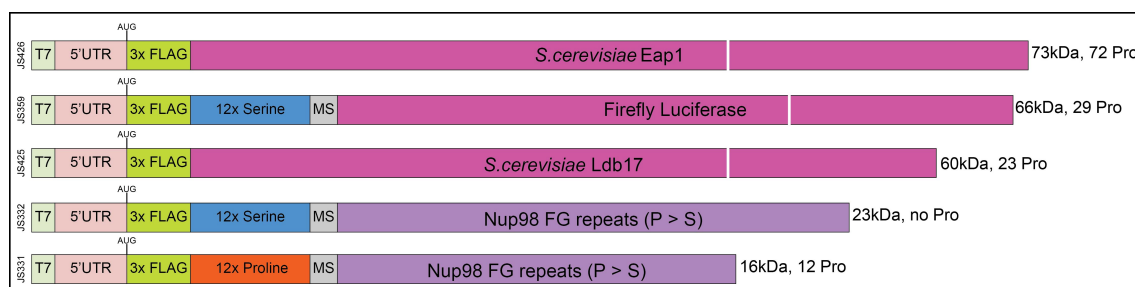 AUG
JS426 T7 5'UTR 3x FLAG S.cerevisiae Eap1 73kDa, 72 Pro
AUG
JS359 T7 5'UTR 3x FLAG 12x Serine MS Firefly Luciferase 66kDa, 29 Pro
AUG
JS425 T7 5'UTR 3x FLAG S.cerevisiae Ldb17 60kDa, 23 Pro
AUG
JS332 T7 5'UTR 3x FLAG 12x Serine MS Nup98 FG repeats (P > S) 23kDa, no Pro
AUG
JS331 T7 5'UTR 3x FLAG 12x Proline MS Nup98 FG repeats (P > S) 16kDa, 12 Pro